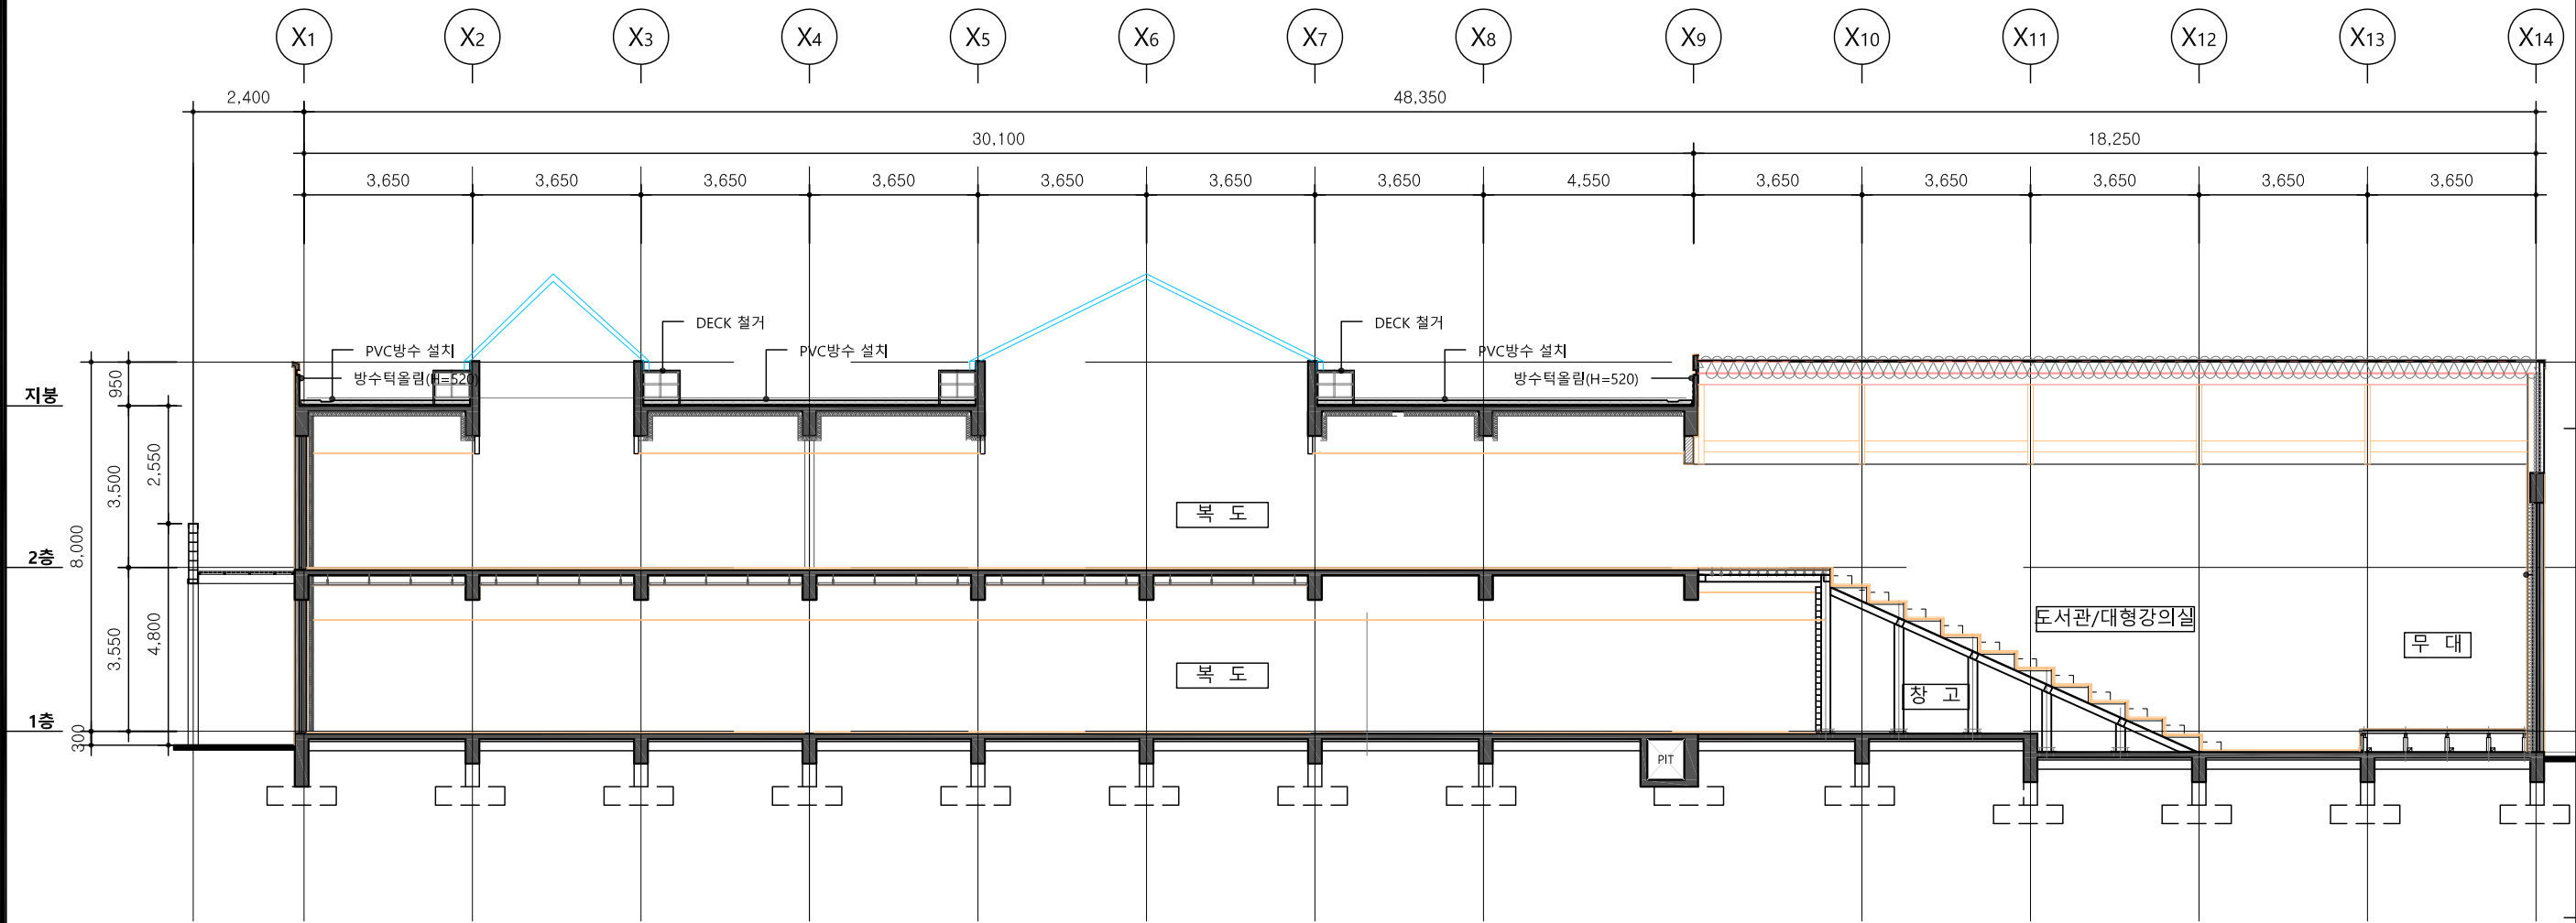 X1 X2 X3 X4 X5 X6 X7 X8 X9 X10 X11 X12 X13 X14
2,400 48,350
30,100 18,250
3,650 3,650 3,650 3,650 3,650 3,650 3,650 4,550 3,650 3,650 3,650 3,650 3,650
DECK 철거 DECK 철거
PVC방수 설치 PVC방수 설치 PVC방수 설치
방수턱올림(H=520) 방수턱올림(H=520)
지붕
950
3,500
2,550
8,000
복 도
2층
3,550
4,800
도서관/대형강의실
무 대
복 도
창 고
1층
300
PIT